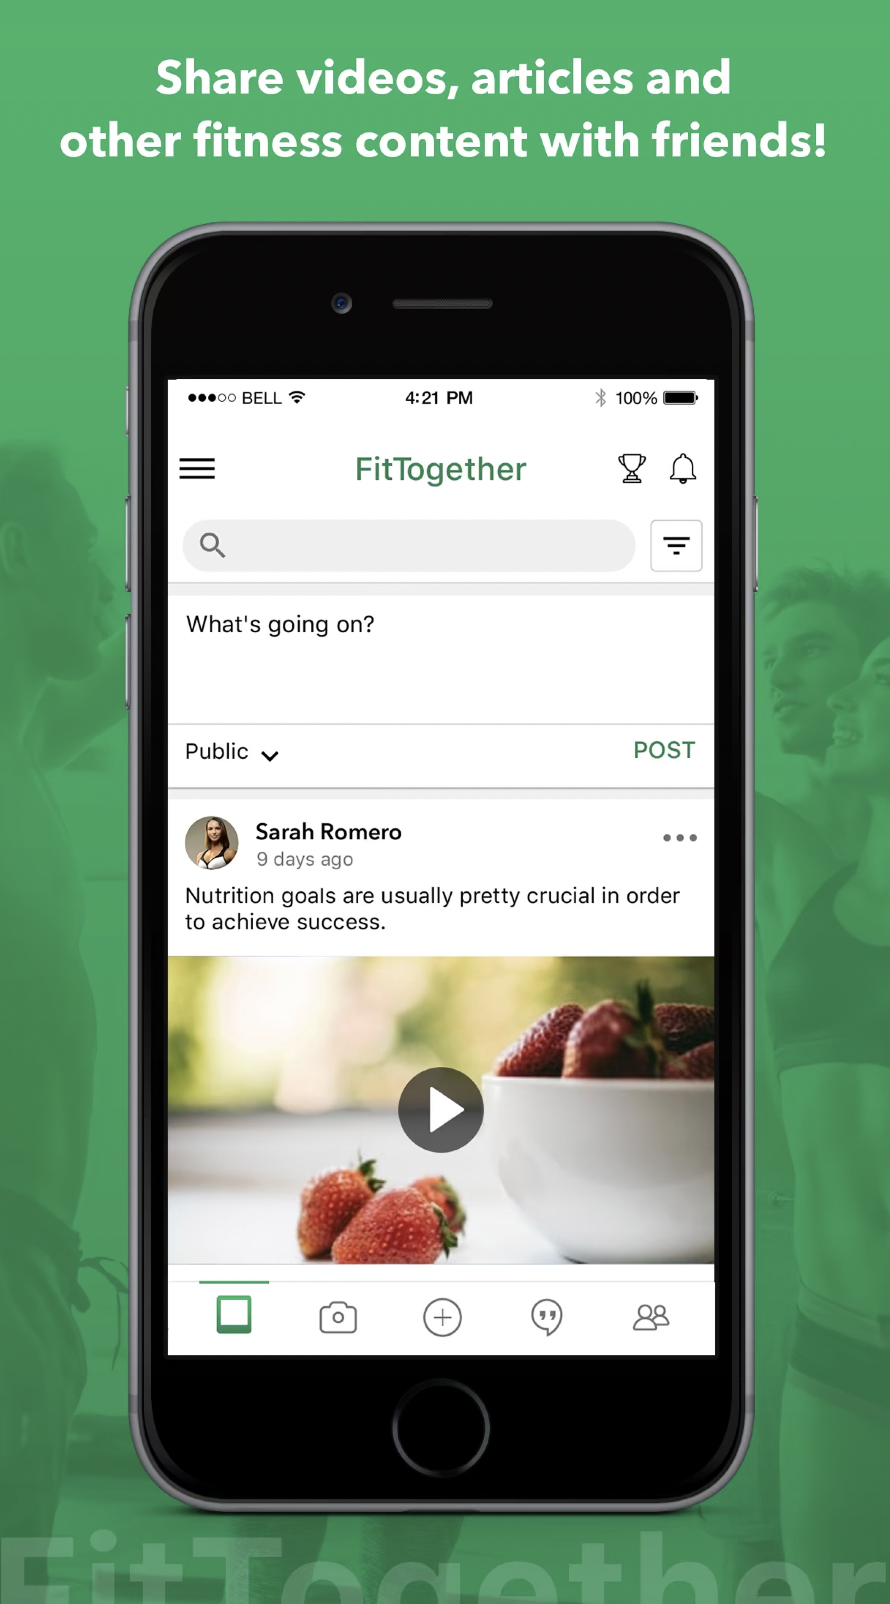 Share videos, articles and
other fitness content with friends!
BELL 4:21 PM 100%
FitTogether
What's going on?
Public POST
Sarah Romero
9 days ago
Nutrition goals are usually pretty crucial in order
to achieve success.
FitTogether